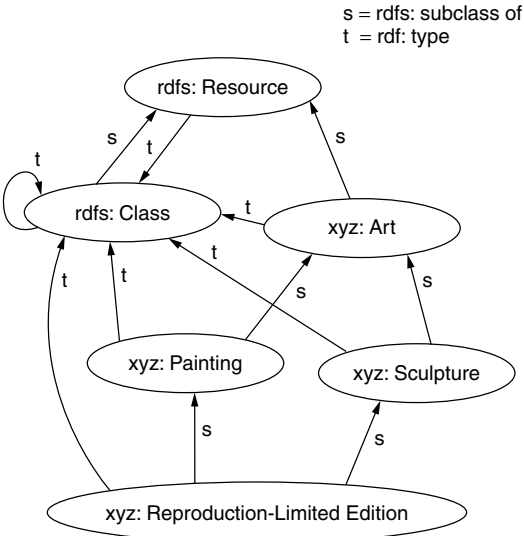 s = rdfs: subclass of
t = rdf: type
rdfs: Resource
s
t
s
t
rdfs: Class
t
xyz: Art
t
t
t
s
s
xyz: Painting
xyz: Sculpture
s
s
xyz: Reproduction-Limited Edition